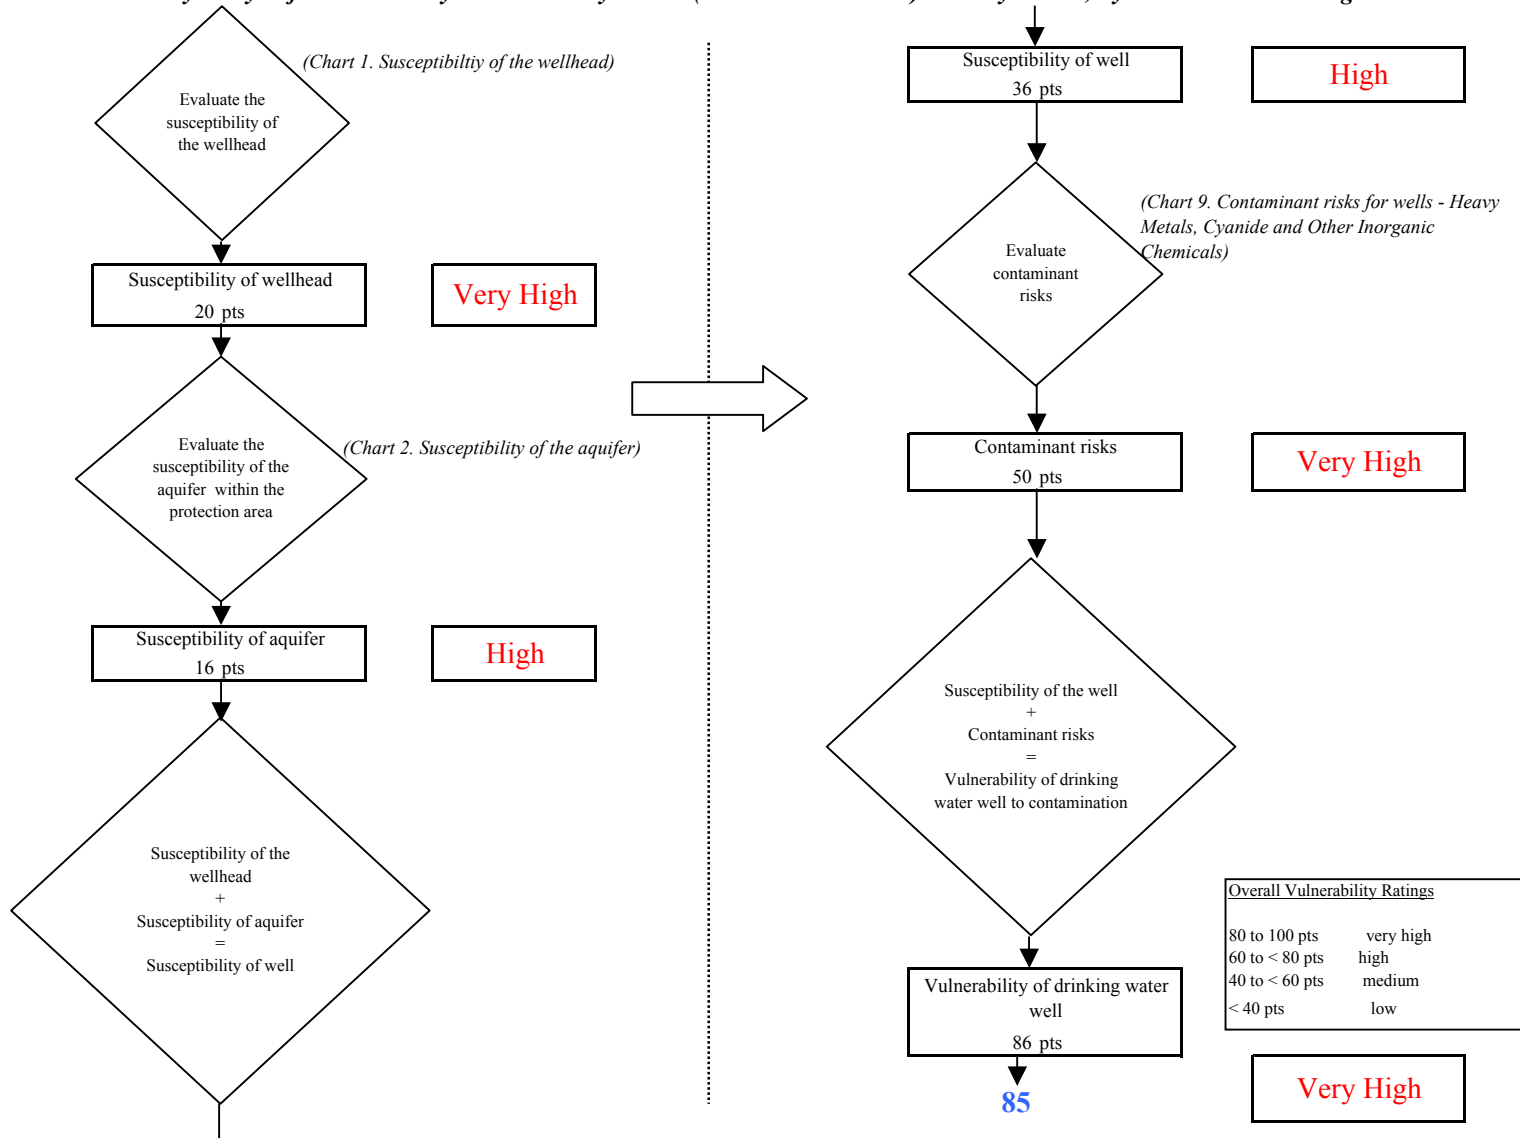 (Chart 1. Susceptibiltiy of the wellhead)
Evaluate the
susceptibility of
the wellhead
Susceptibility of wellhead
20 pts
Very High
Evaluate the
susceptibility of the
aquifer within the
protection area
(Chart 2. Susceptibility of the aquifer)
Susceptibility of aquifer
16 pts
High
Susceptibility of the
wellhead
+
Susceptibility of aquifer
=
Susceptibility of well
Susceptibility of well
36 pts
High
(Chart 9. Contaminant risks for wells - Heavy
Metals, Cyanide and Other Inorganic
Chemicals)
Evaluate
contaminant
risks
Contaminant risks
50 pts
Very High
Susceptibility of the well
+
Contaminant risks
=
Vulnerability of drinking
water well to contamination
Overall Vulnerability Ratings
80 to 100 pts very high
60 to < 80 pts high
40 to < 60 pts medium
< 40 pts low
Vulnerability of drinking water
well
86 pts
Very High
85